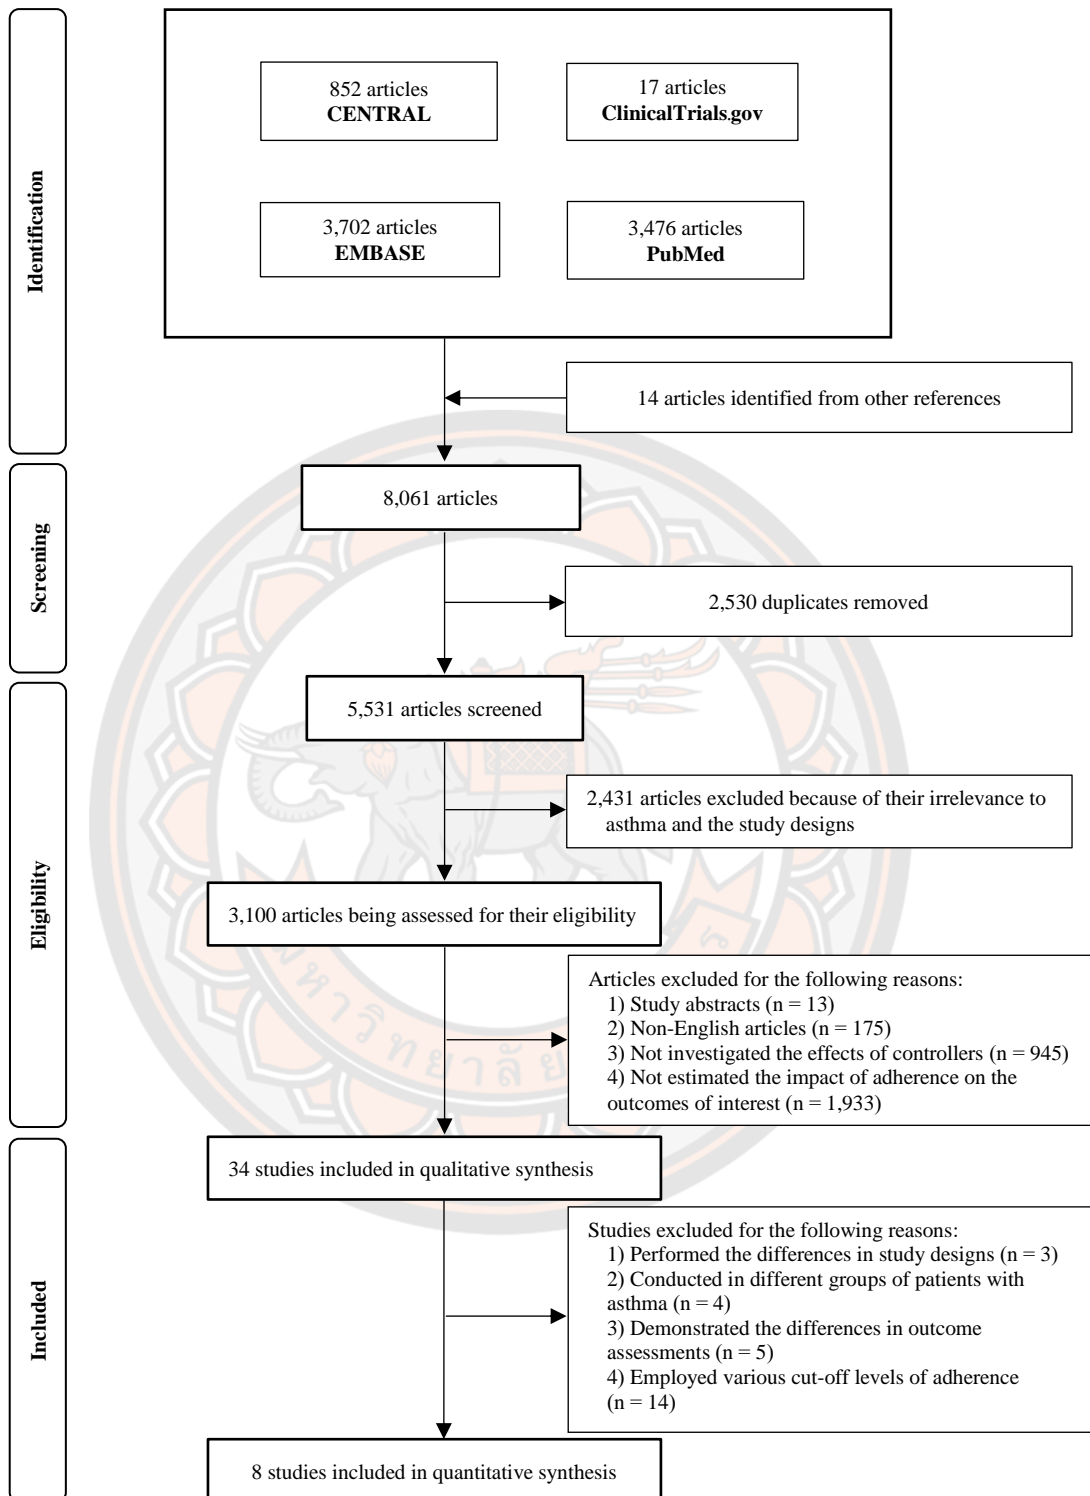 Identification
852 articles
CENTRAL
17 articles
ClinicalTrials.gov
3,702 articles
EMBASE
3,476 articles
PubMed
14 articles identified from other references
Screening
8,061 articles
2,530 duplicates removed
Eligibility
5,531 articles screened
2,431 articles excluded because of their irrelevance to
asthma and the study designs
3,100 articles being assessed for their eligibility
Articles excluded for the following reasons:
1) Study abstracts (n = 13)
2) Non-English articles (n = 175)
3) Not investigated the effects of controllers (n = 945)
4) Not estimated the impact of adherence on the
outcomes of interest (n = 1,933)
Included
34 studies included in qualitative synthesis
Studies excluded for the following reasons:
1) Performed the differences in study designs (n = 3)
2) Conducted in different groups of patients with
asthma (n = 4)
3) Demonstrated the differences in outcome
assessments (n = 5)
4) Employed various cut-off levels of adherence
(n = 14)
8 studies included in quantitative synthesis